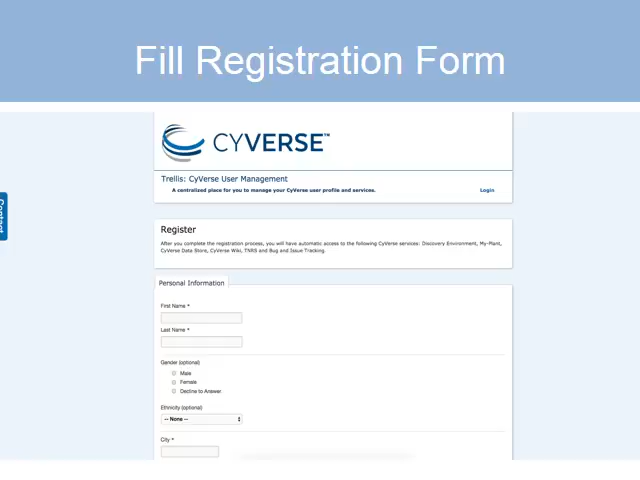 Fill Registration Form
CYVERSE™
Trellis: CyVerse User Management
A centralized place for you to manage your CyVerse user profile and services.
Login
Contact
Register
After you complete the registration process, you will have automatic access to the following CyVerse services: Discovery Environment, My-Plant,
CyVerse Data Store, CyVerse Wiki, TNRS and Bug and Issue Tracking.
Personal Information
First Name *
Last Name *
Gender (optional)
Male
Female
Decline to Answer
Ethnicity (optional)
-- None --
City *